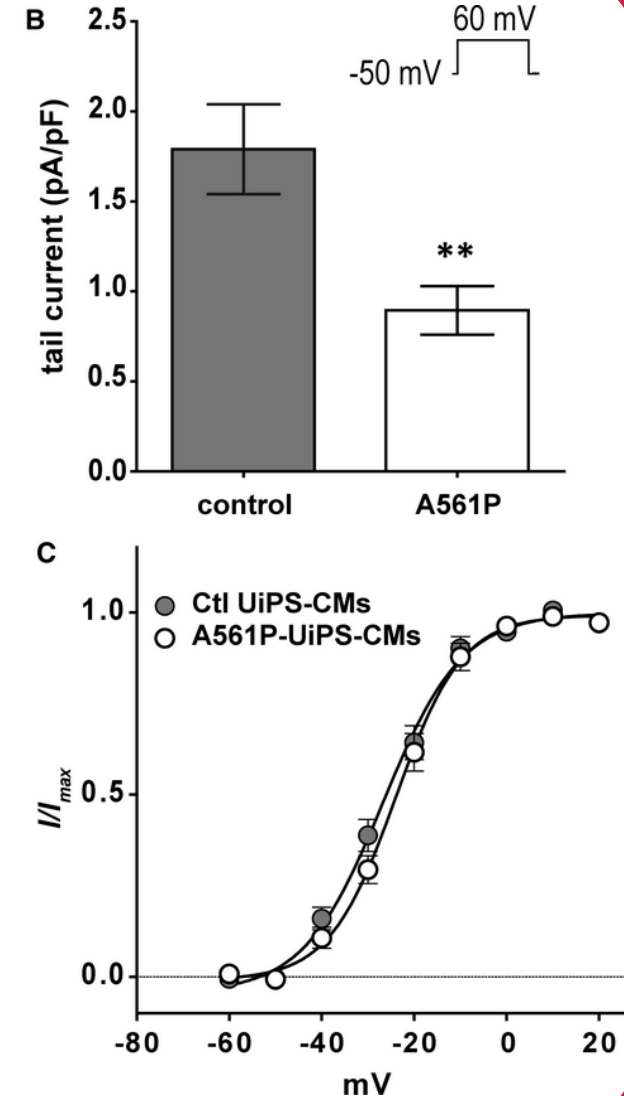 B
60 mV
-50 mV
tail current (pA/pF)
2.5
2.0
1.5
1.0
0.5
0.0
**
control A561P
C
Ctl UiPS-CMs
A561P-UiPS-CMs
I/Imax
1.0
0.5
0.0
-80 -60 -40 -20 0 20
mV